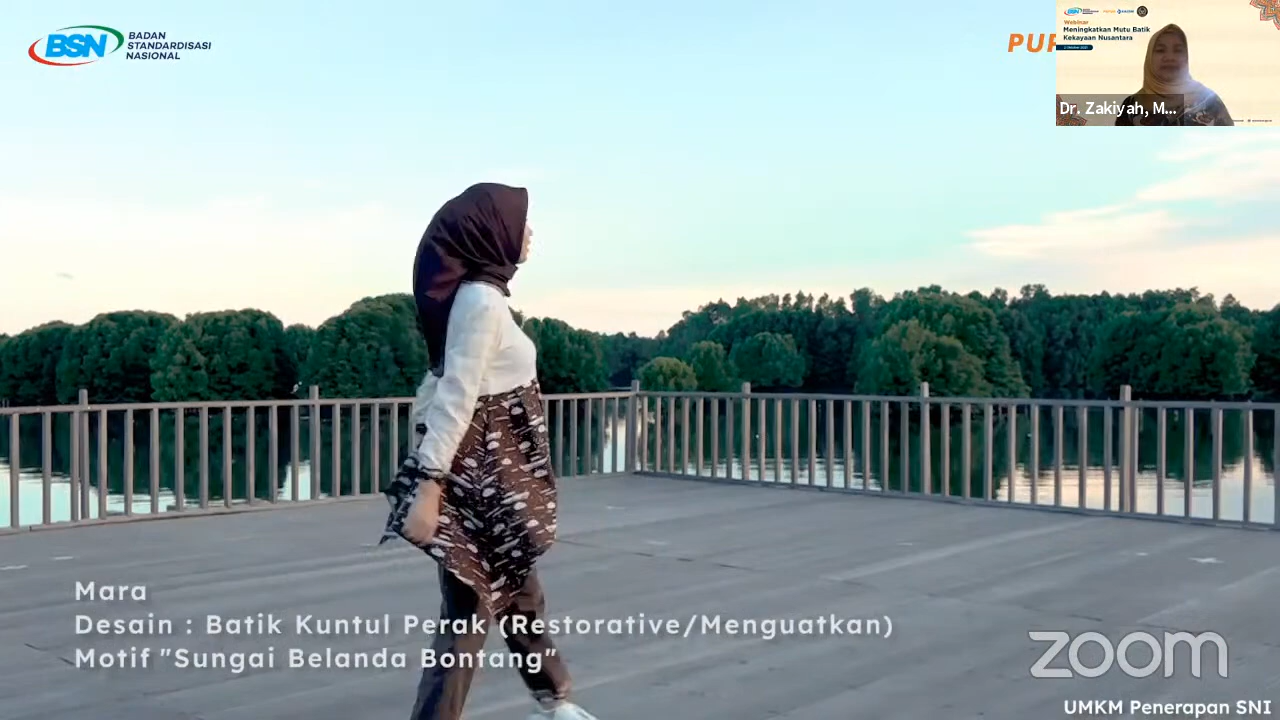 BSN BADAN
STANDARDISASI
NASIONAL
Webinar
Meningkatkan Mutu Batik
Kekayaan Nusantara
Dr. Zakiyah, M...
Mara
Desain : Batik Kuntul Perak (Restorative/Menguatkan)
Motif "Sungai Belanda Bontang"
zoom
UMKM Penerapan SNI